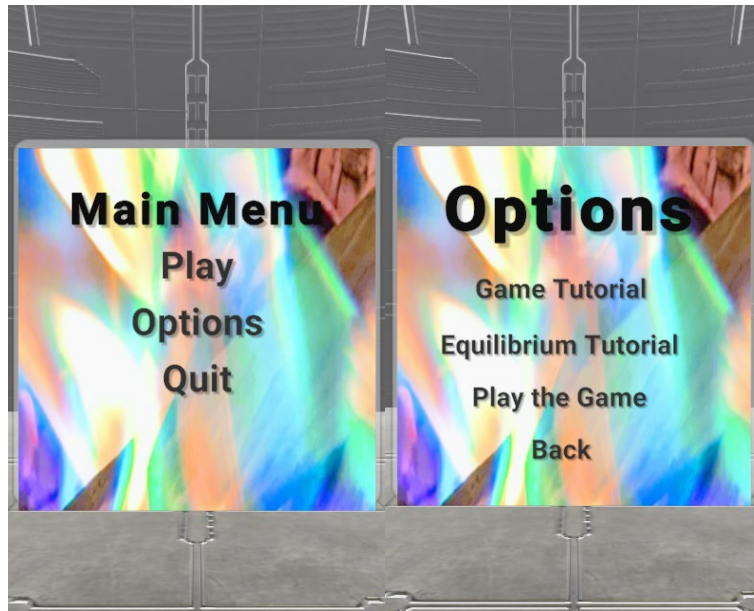 Main Menu
Play
Options
Quit
Options
Game Tutorial
Equilibrium Tutorial
Play the Game
Back